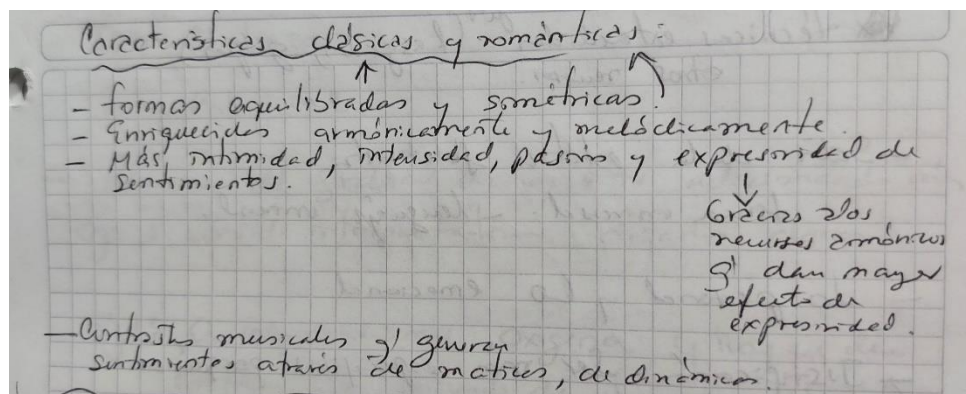 Características clásicas y románticas:
- formas equilibradas y simétricas.
- Enriquecidas armónicamente y melódicamente.
- Más, intimidad, intensidad, pasión y expresividad de
sentimientos.
Gracias a los
recursos armónicos
q' dan mayor
efecto de
expresividad.
- Contrastes musicales q' generan
sentimientos através de matices, de dinámicas.